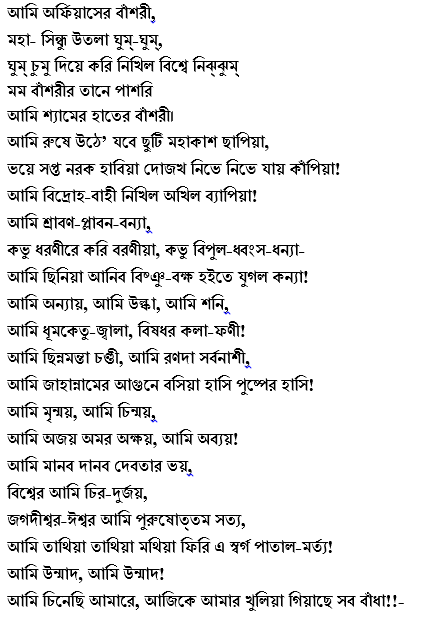 আমি অর্ফিয়াসের বাঁশরী,
মহা- সিন্ধু উতলা ঘুম্-ঘুম্,
ঘুম্ চুমু দিয়ে করি নিখিল বিশ্বে নিঝ্ঝুম্
মম বাঁশরীর তানে পাশরি
আমি শ্যামের হাতের বাঁশরী।
আমি রুষে উঠে’ যবে ছুটি মহাকাশ ছাপিয়া,
ভয়ে সপ্ত নরক হাবিয়া দোজখ নিভে নিভে যায় কাঁপিয়া!
আমি বিদ্রোহ-বাহী নিখিল অখিল ব্যাপিয়া!
আমি শ্রাবণ-প্লাবন-বন্যা,
কভু ধরণীরে করি বরণীয়া, কভু বিপুল-ধ্বংস-ধন্যা-
আমি ছিনিয়া আনিব বিষ্ণু-বক্ষ হইতে যুগল কন্যা!
আমি অন্যায়, আমি উল্কা, আমি শনি,
আমি ধূমকেতু-জ্বালা, বিষধর কাল-ফণী!
আমি ছিন্নমস্তা চণ্ডী, আমি রণদা সর্বনাশী,
আমি জাহান্নামের আগুনে বসিয়া হাসি পুষ্পের হাসি!
আমি মৃন্ময়, আমি চিন্ময়,
আমি অজয় অমর অক্ষয়, আমি অব্যয়!
আমি মানব দানব দেবতার ভয়,
বিশ্বের আমি চির-দুর্জয়,
জগদীশ্বর-ঈশ্বর আমি পুরুষোত্তম সত্য,
আমি তাথিয়া তাথিয়া মথিয়া ফিরি এ স্বর্গ পাতাল-মর্ত্য!
আমি উন্মাদ, আমি উন্মাদ!
আমি চিনেছি আমারে, আজিকে আমার খুলিয়া গিয়াছে সব বাঁধ!!-